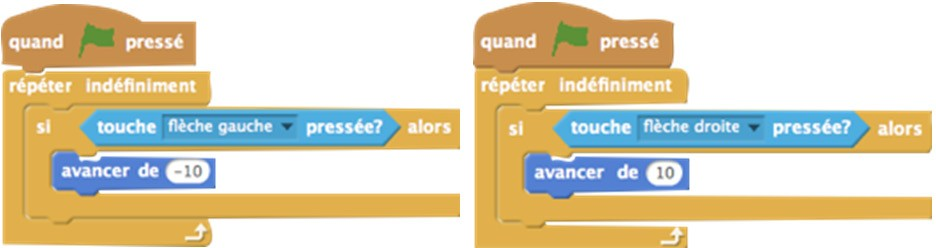 quand pressé
répéter indéfiniment
si touche flèche gauche pressée? alors
avancer de -10
quand pressé
répéter indéfiniment
si touche flèche droite pressée? alors
avancer de 10